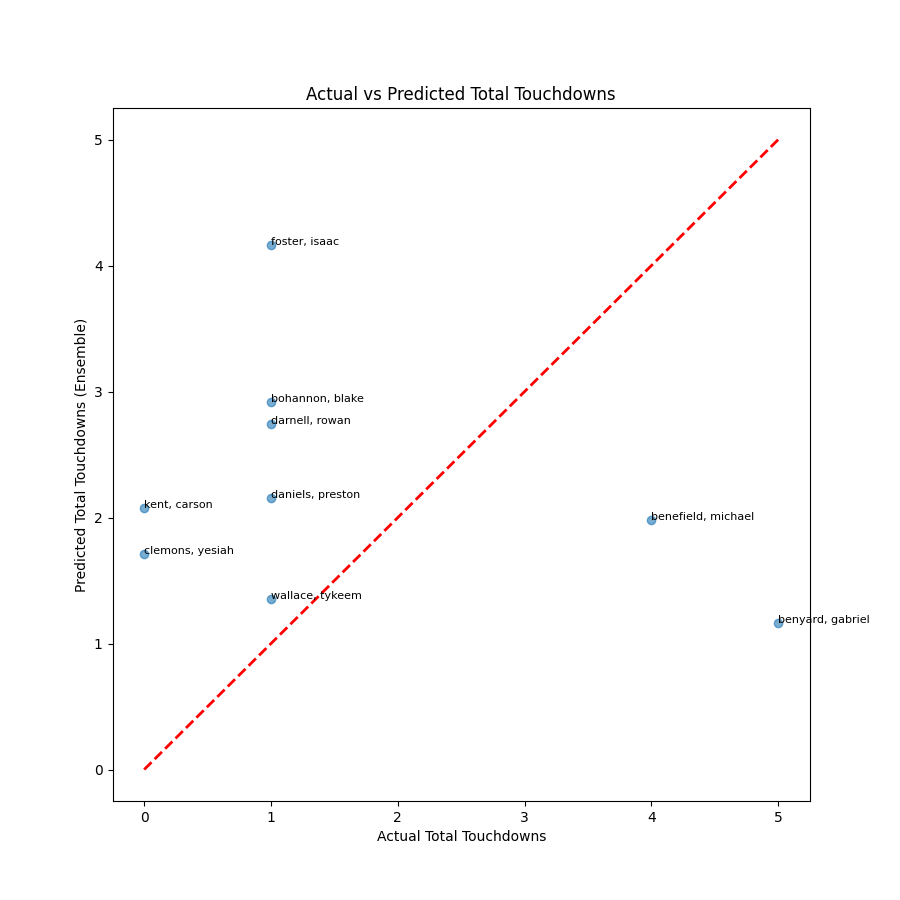 Actual vs Predicted Total Touchdowns
Predicted Total Touchdowns (Ensemble)
5
4
3
2
1
0
foster, isaac
bohannon, blake
darnell, rowan
daniels, preston
kent, carson
benefield, michael
clemons, yesiah
wallace, tykeem
benyard, gabriel
0 1 2 3 4 5
Actual Total Touchdowns